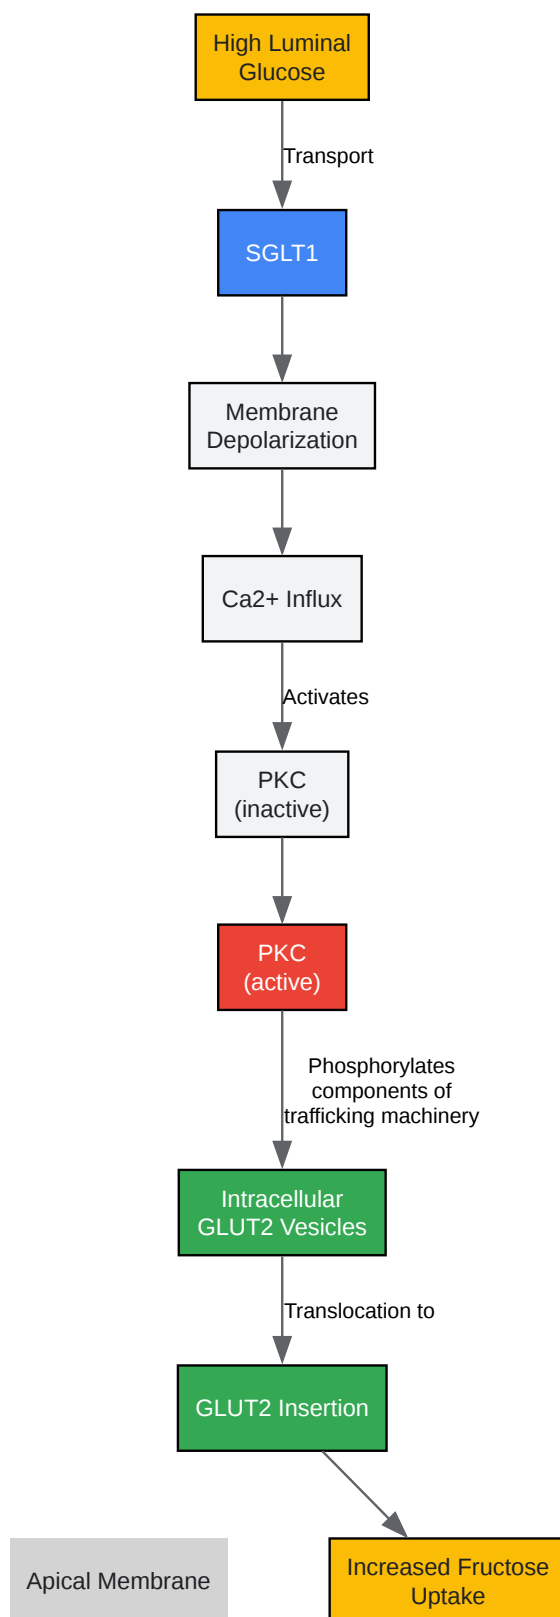 High Luminal
Glucose
Transport
SGLT1
Membrane
Depolarization
Ca2+ Influx
Activates
PKC
(inactive)
PKC
(active)
Phosphorylates
components of
trafficking machinery
Intracellular
GLUT2 Vesicles
Translocation to
GLUT2 Insertion
Apical Membrane
Increased Fructose
Uptake